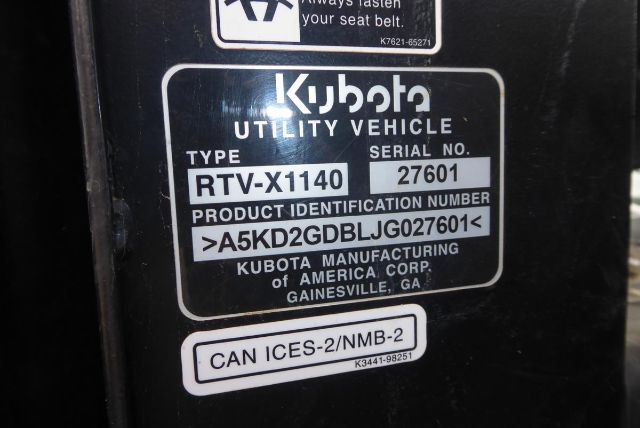 Always fasten
your seat belt.
K7621-65271
Kubota
UTILITY VEHICLE
TYPE SERIAL NO.
RTV-X1140 27601
PRODUCT IDENTIFICATION NUMBER
>A5KD2GDBLJG027601<
KUBOTA MANUFACTURING
of AMERICA CORP.
GAINESVILLE, GA
CAN ICES-2/NMB-2
K3441-98251